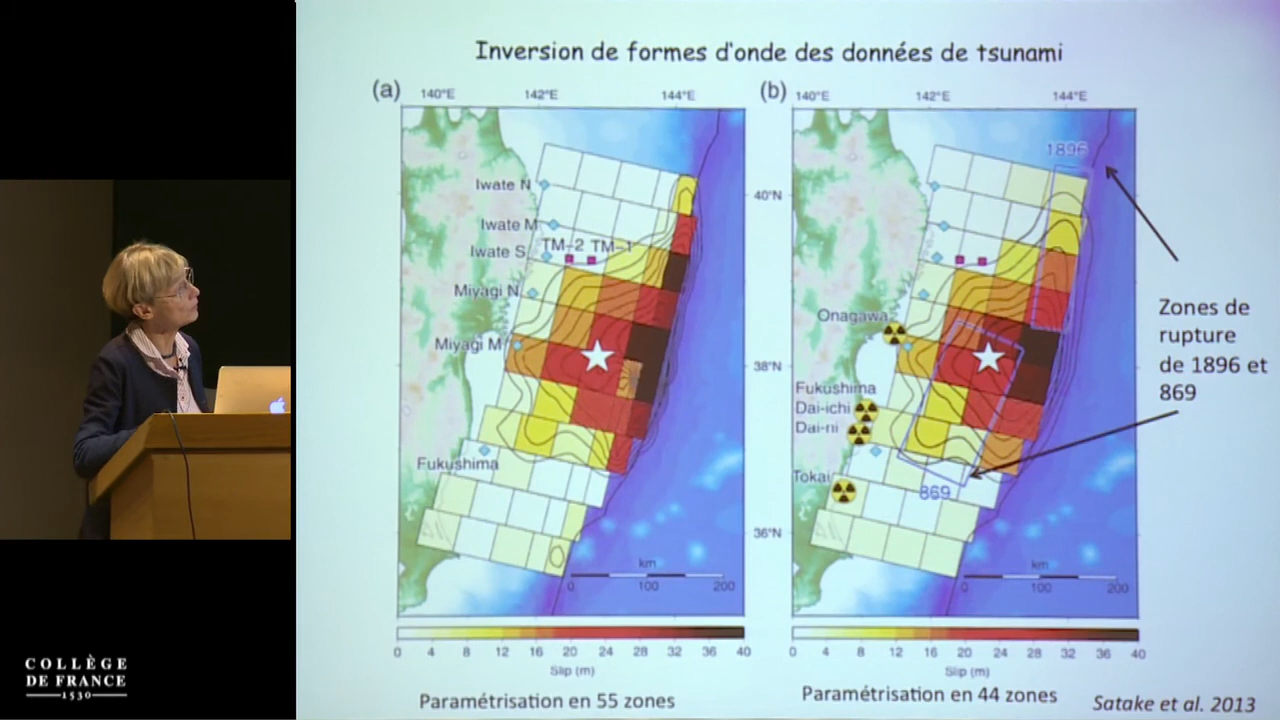 Inversion de formes d'onde des données de tsunami
(a)
140°E
142°E
144°E
(b)
140°E
142°E
144°E
1896
Iwate N
40°N
Iwate M
TM-2 TM-1
Iwate S
Miyagi N
Onagawa
Miyagi M
Zones de
rupture
de 1896 et
869
38°N
Fukushima
Dai-ichi
Dai-ni
Fukushima
Tokai
869
36°N
km
0
100
200
km
0
100
200
0 4 8 12 16 20 24 28 32 36 40
Slip (m)
0 4 8 12 16 20 24 28 32 36 40
Slip (m)
Paramétrisation en 55 zones
Paramétrisation en 44 zones
Satake et al. 2013
COLLÈGE
DE FRANCE
1530